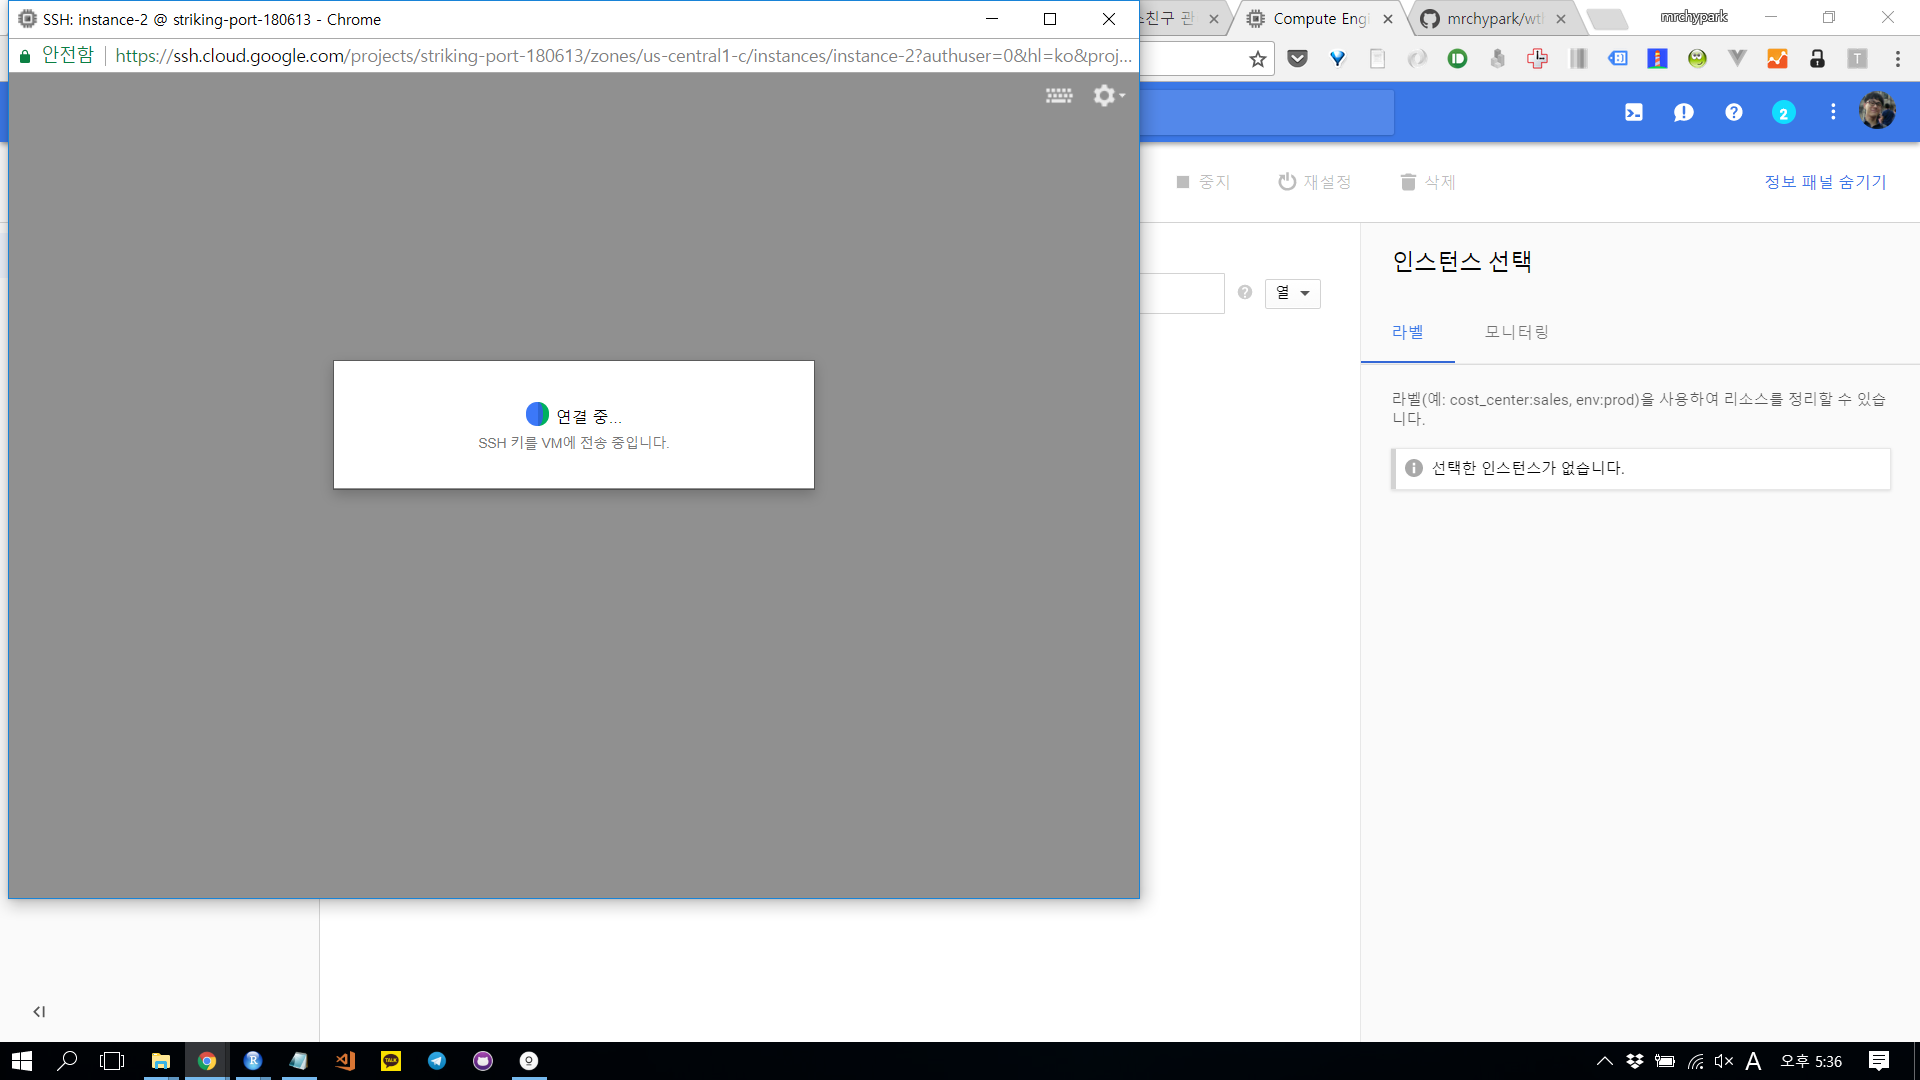 SSH: instance-2 @ striking-port-180613 - Chrome
안전함
https://ssh.cloud.google.com/projects/striking-port-180613/zones/us-central1-c/instances/instance-2?authuser=0&hl=ko&proj...
친구 관
Compute Engi
mrchypark/wth
mrchypark
2
중지
재설정
삭제
정보 패널 숨기기
인스턴스 선택
열
라벨
모니터링
라벨(예: cost_center:sales, env:prod)을 사용하여 리소스를 정리할 수 있습
니다.
선택한 인스턴스가 없습니다.
연결 중...
SSH 키를 VM에 전송 중입니다.
T
R
TALK
A
오후 5:36